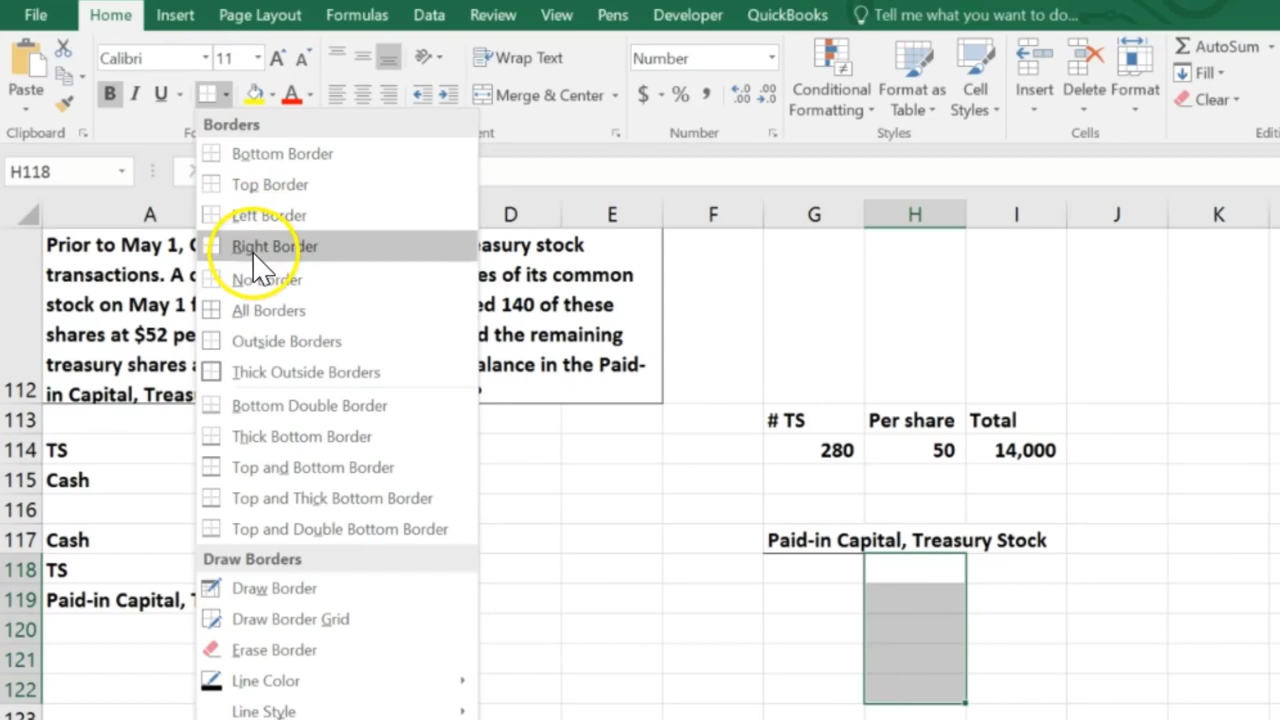 File Home Insert Page Layout Formulas Data Review View Pens Developer QuickBooks Tell me what you want to do...
Calibri 11 Wrap Text Number AutoSum
Paste B I U Merge & Center $ % , Conditional Formatting Format as Table Cell Styles Insert Delete Format Fill Clear
Clipboard Number Styles Cells
H118
A D E F G H I J K
Borders
Bottom Border
Top Border
Left Border
Right Border
No Border
All Borders
Outside Borders
Thick Outside Borders
Bottom Double Border
Thick Bottom Border
Top and Bottom Border
Top and Thick Bottom Border
Top and Double Bottom Border
Draw Borders
Draw Border
Draw Border Grid
Erase Border
Line Color
Line Style
Prior to May 1, stock
transactions. A es of its common
stock on May 1 ed 140 of these
shares at $52 pe d the remaining
treasury shares alance in the Paid-
112 in Capital,
113 # TS Per share Total
114 TS 280 50 14,000
115 Cash
116
117 Cash Paid-in Capital, Treasury Stock
118 TS
119 Paid-in Capital,
120
121
122